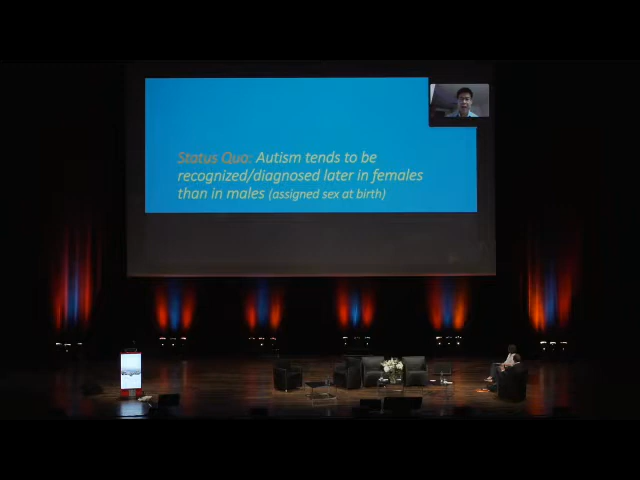 Status Quo: Autism tends to be
recognized/diagnosed later in females
than in males (assigned sex at birth)